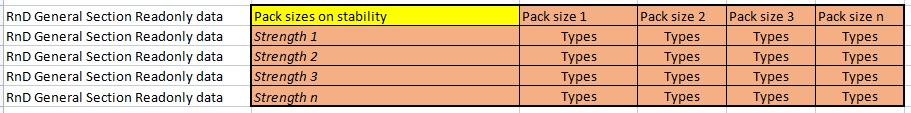 RnD General Section Readonly data Pack sizes on stability Pack size 1 Pack size 2 Pack size 3 Pack size n
RnD General Section Readonly data Strength 1 Types Types Types Types
RnD General Section Readonly data Strength 2 Types Types Types Types
RnD General Section Readonly data Strength 3 Types Types Types Types
RnD General Section Readonly data Strength n Types Types Types Types